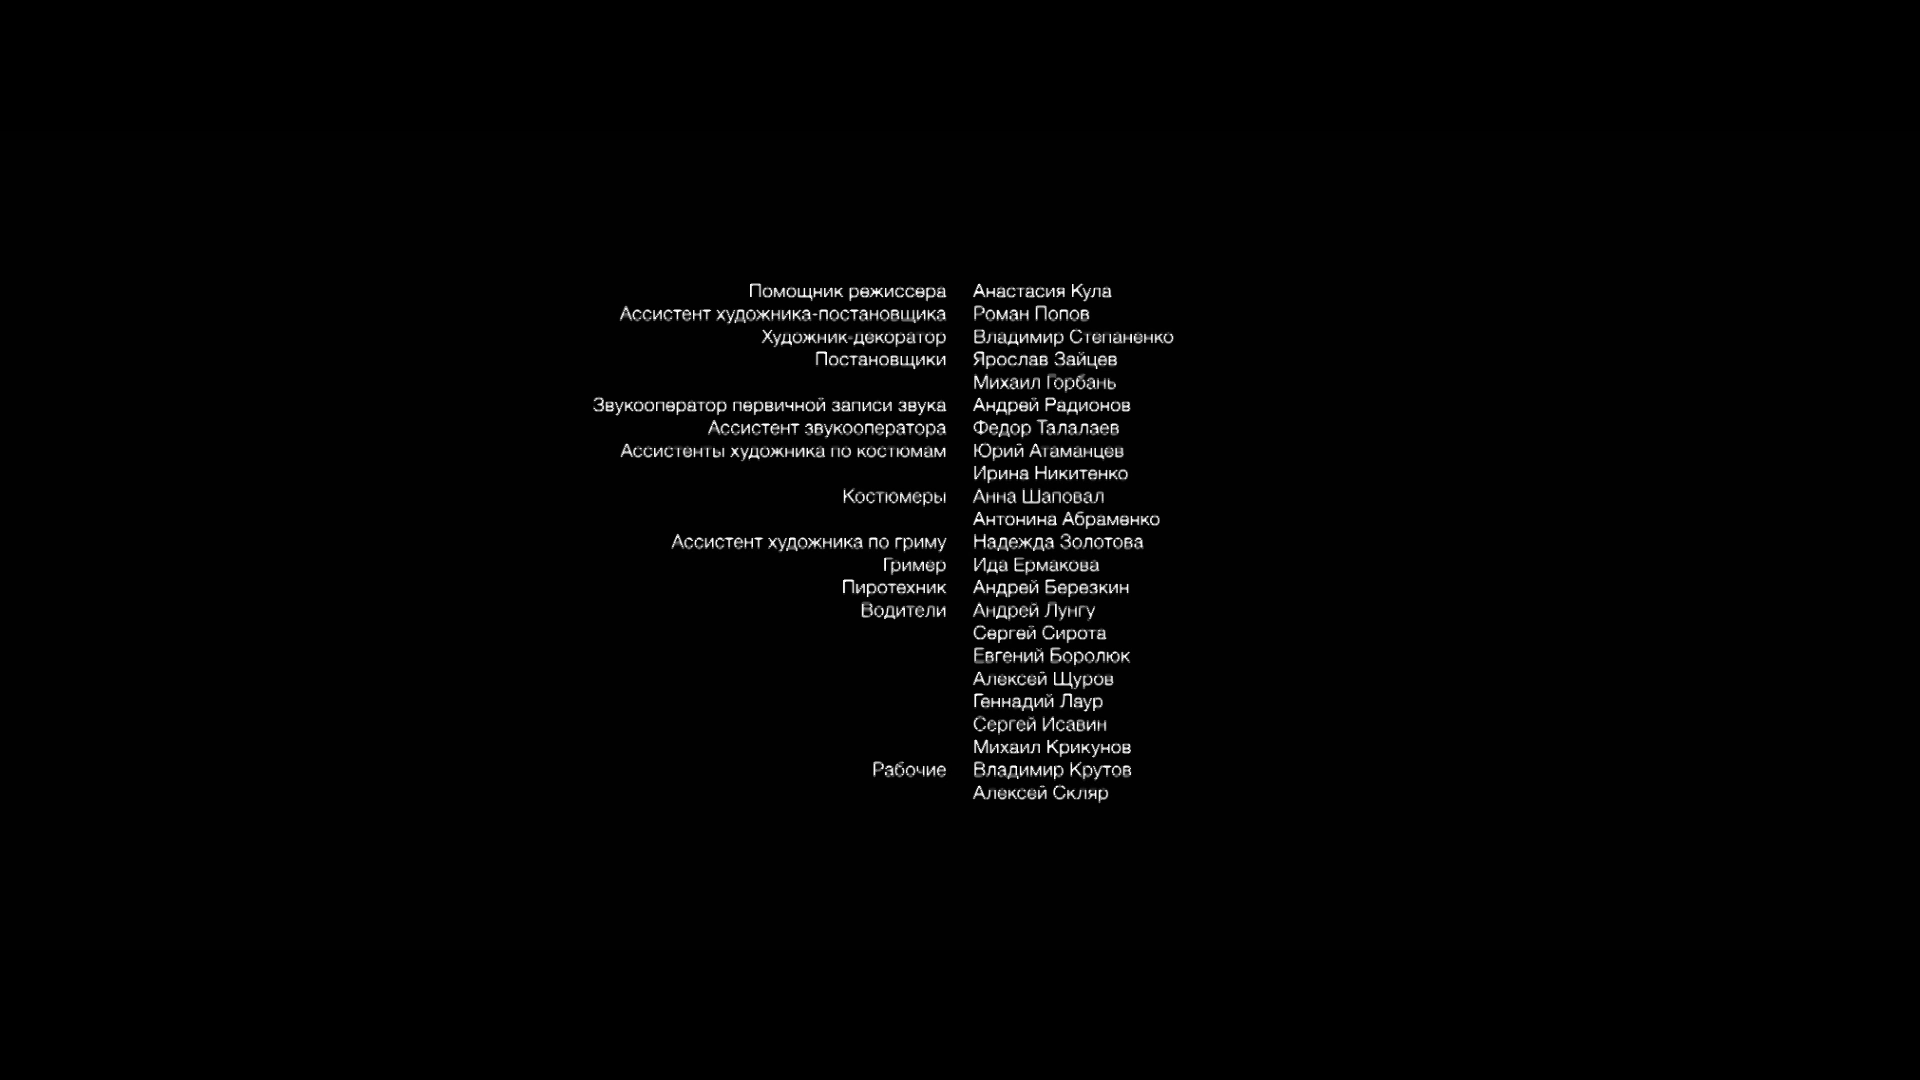 Помощник режиссера Анастасия Кула
Ассистент художника-постановщика Роман Попов
Художник-декоратор Владимир Степаненко
Постановщики Ярослав Зайцев
Михаил Горбань
Звукооператор первичной записи звука Андрей Радионов
Ассистент звукооператора Федор Талалаев
Ассистенты художника по костюмам Юрий Атаманцев
Ирина Никитенко
Костюмеры Анна Шаповал
Антонина Абраменко
Ассистент художника по гриму Надежда Золотова
Гример Ида Ермакова
Пиротехник Андрей Березкин
Водители Андрей Лунгу
Сергей Сирота
Евгений Боролюк
Алексей Щуров
Геннадий Лаур
Сергей Исавин
Михаил Крикунов
Рабочие Владимир Крутов
Алексей Скляр